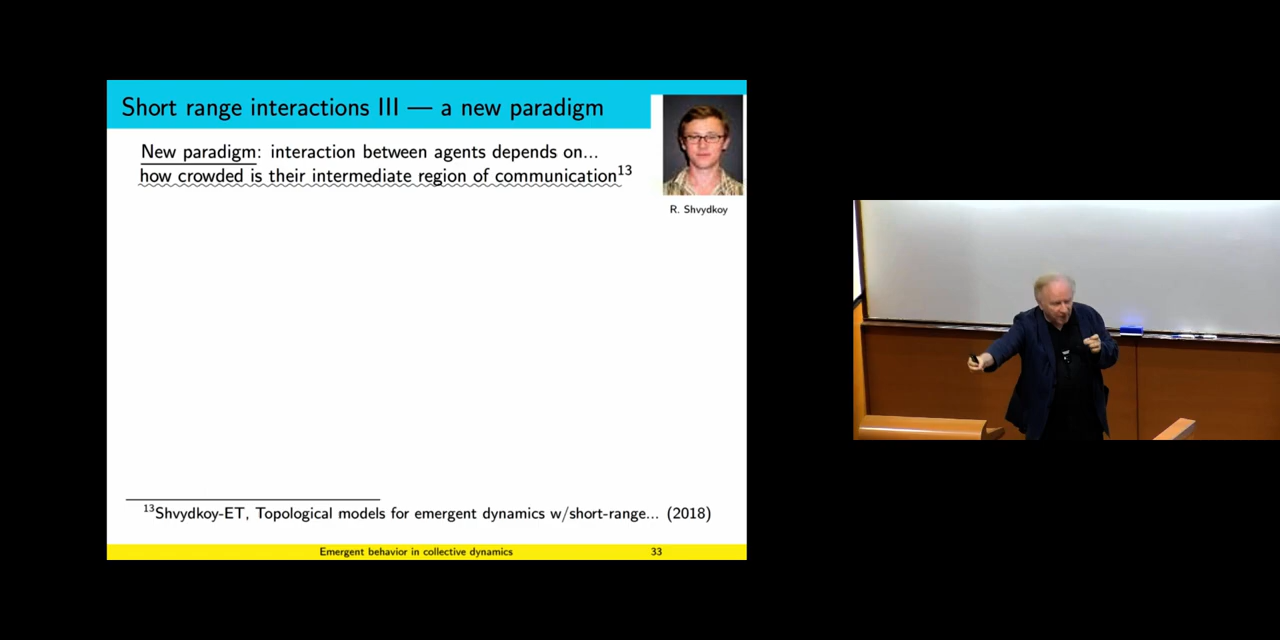 Short range interactions III — a new paradigm
New paradigm: interaction between agents depends on...
how crowded is their intermediate region of communication¹³
R. Shvydkoy
¹³Shvydkoy-ET, Topological models for emergent dynamics w/short-range... (2018)
Emergent behavior in collective dynamics 33